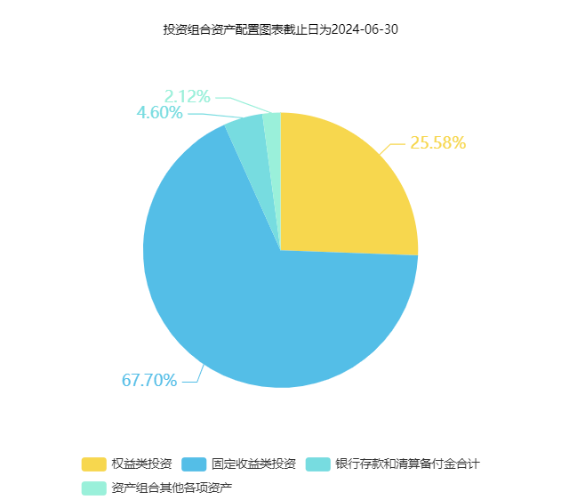 投资组合资产配置图表截止日为2024-06-30
2.12%
4.60%
25.58%
67.70%
权益类投资 固定收益类投资 银行存款和清算备付金合计
资产组合其他各项资产